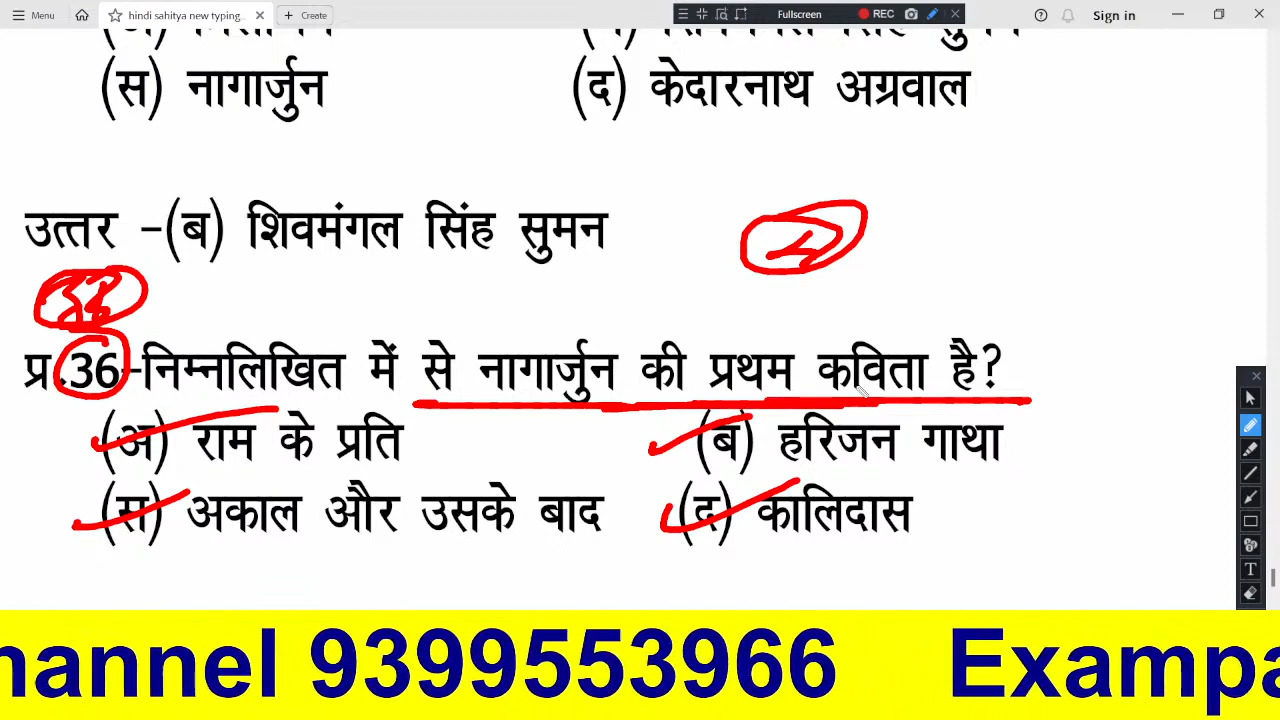 Menu
hindi sahitya new typing...
Create
Fullscreen
REC
Sign in
(स) नागार्जुन (द) केदारनाथ अग्रवाल
उत्तर -(ब) शिवमंगल सिंह सुमन
प्र.36-निम्नलिखित में से नागार्जुन की प्रथम कविता है?
(अ) राम के प्रति (ब) हरिजन गाथा
(स) अकाल और उसके बाद (द) कालिदास
hannel 9399553966 Exampa